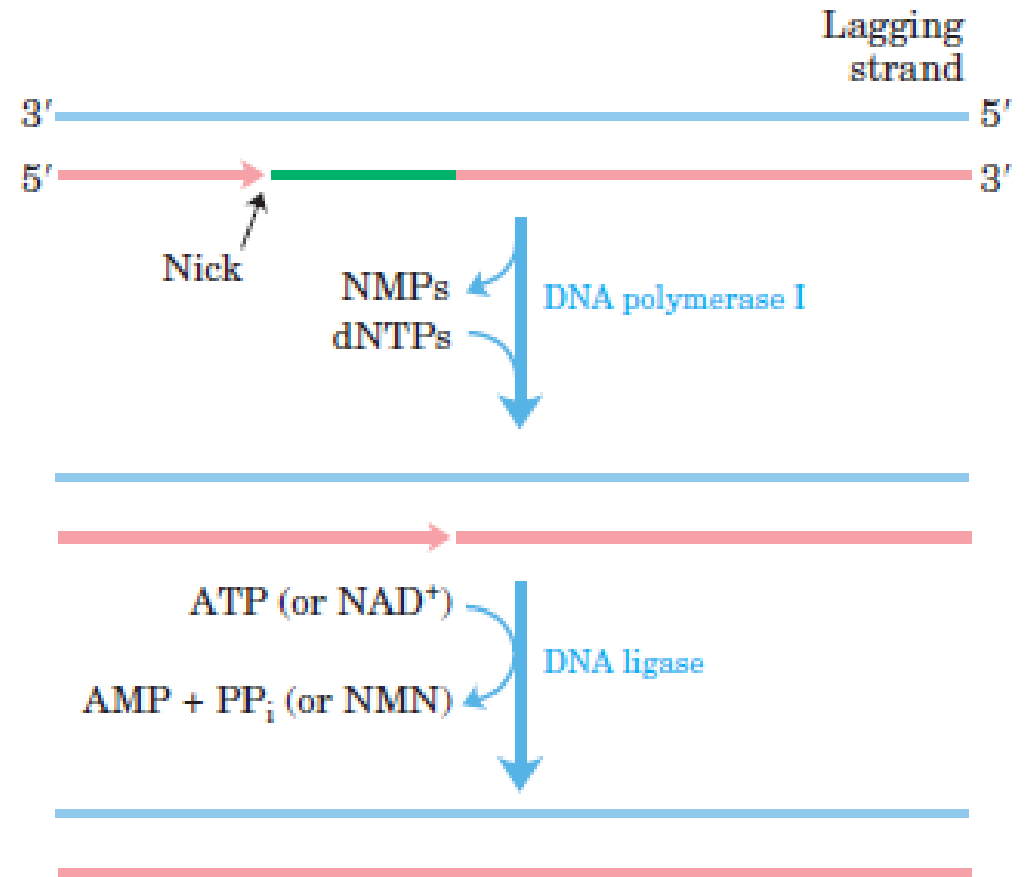 Lagging
strand
3′ 5′
5′ 3′
Nick
NMPs
DNA polymerase I
dNTPs
ATP (or NAD⁺)
DNA ligase
AMP + PPᵢ (or NMN)